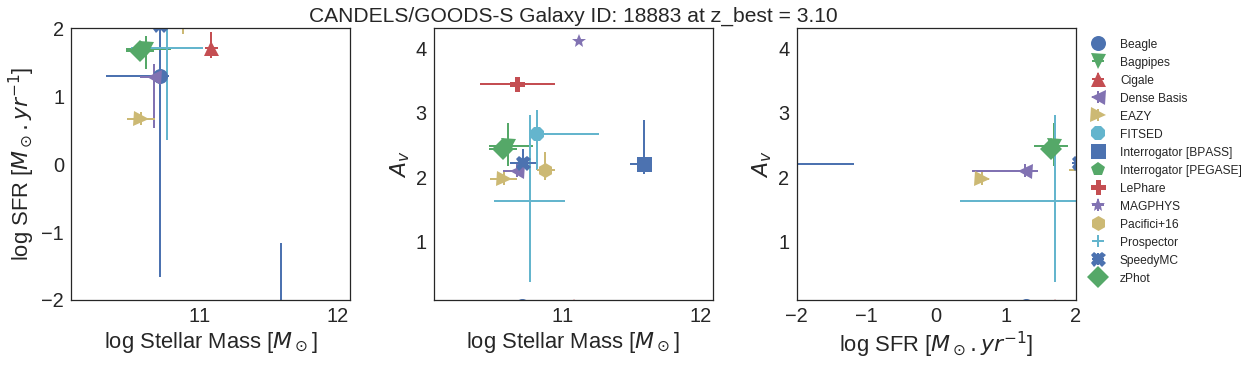 CANDELS/GOODS-S Galaxy ID: 18883 at z_best = 3.10
2
1
0
−1
−2
log SFR [M⊙.yr⁻¹]
11
12
log Stellar Mass [M⊙]
4
3
2
1
A_V
11
12
log Stellar Mass [M⊙]
4
3
2
1
A_V
−2
−1
0
1
2
log SFR [M⊙.yr⁻¹]
Beagle
Bagpipes
Cigale
Dense Basis
EAZY
FITSED
Interrogator [BPASS]
Interrogator [PEGASE]
LePhare
MAGPHYS
Pacifici+16
Prospector
SpeedyMC
zPhot